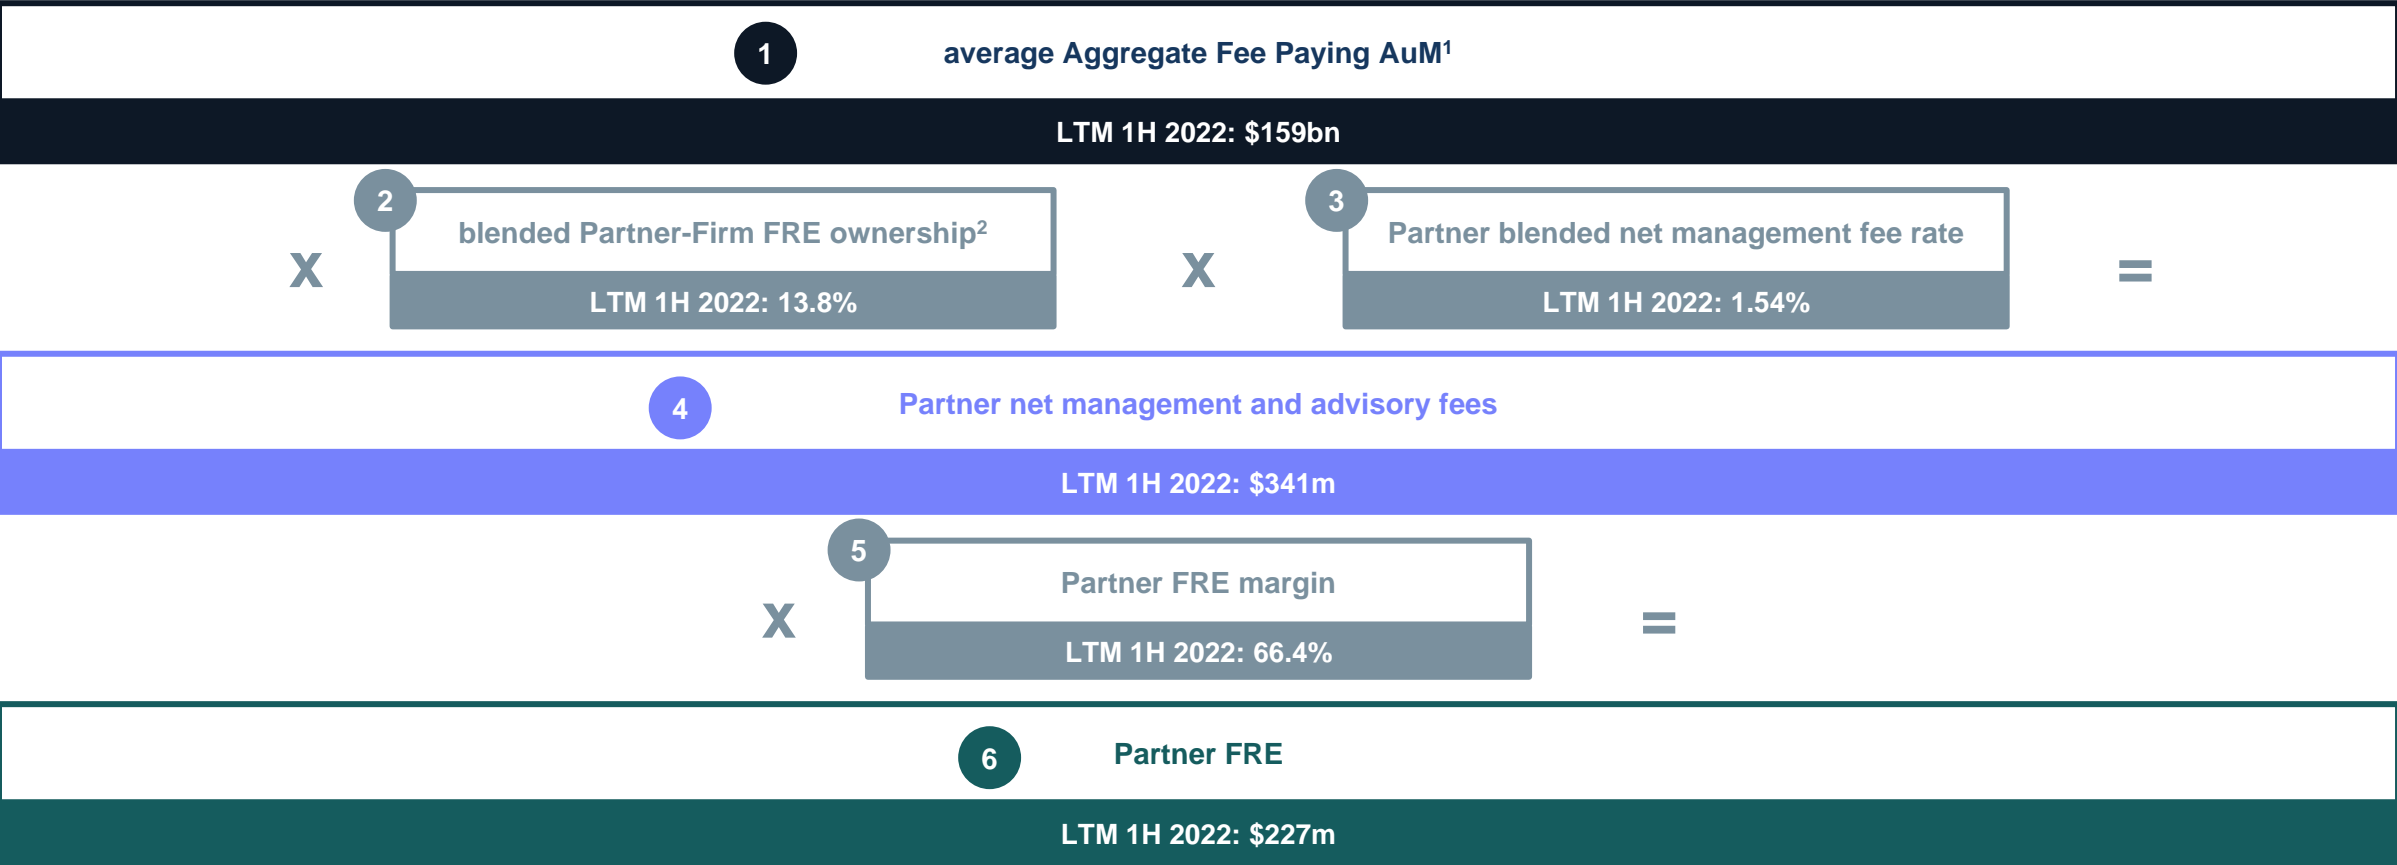 1 average Aggregate Fee Paying AuM¹
LTM 1H 2022: $159bn
2 3
blended Partner-Firm FRE ownership² Partner blended net management fee rate
x x =
LTM 1H 2022: 13.8% LTM 1H 2022: 1.54%
4 Partner net management and advisory fees
LTM 1H 2022: $341m
5
Partner FRE margin
x =
LTM 1H 2022: 66.4%
6 Partner FRE
LTM 1H 2022: $227m